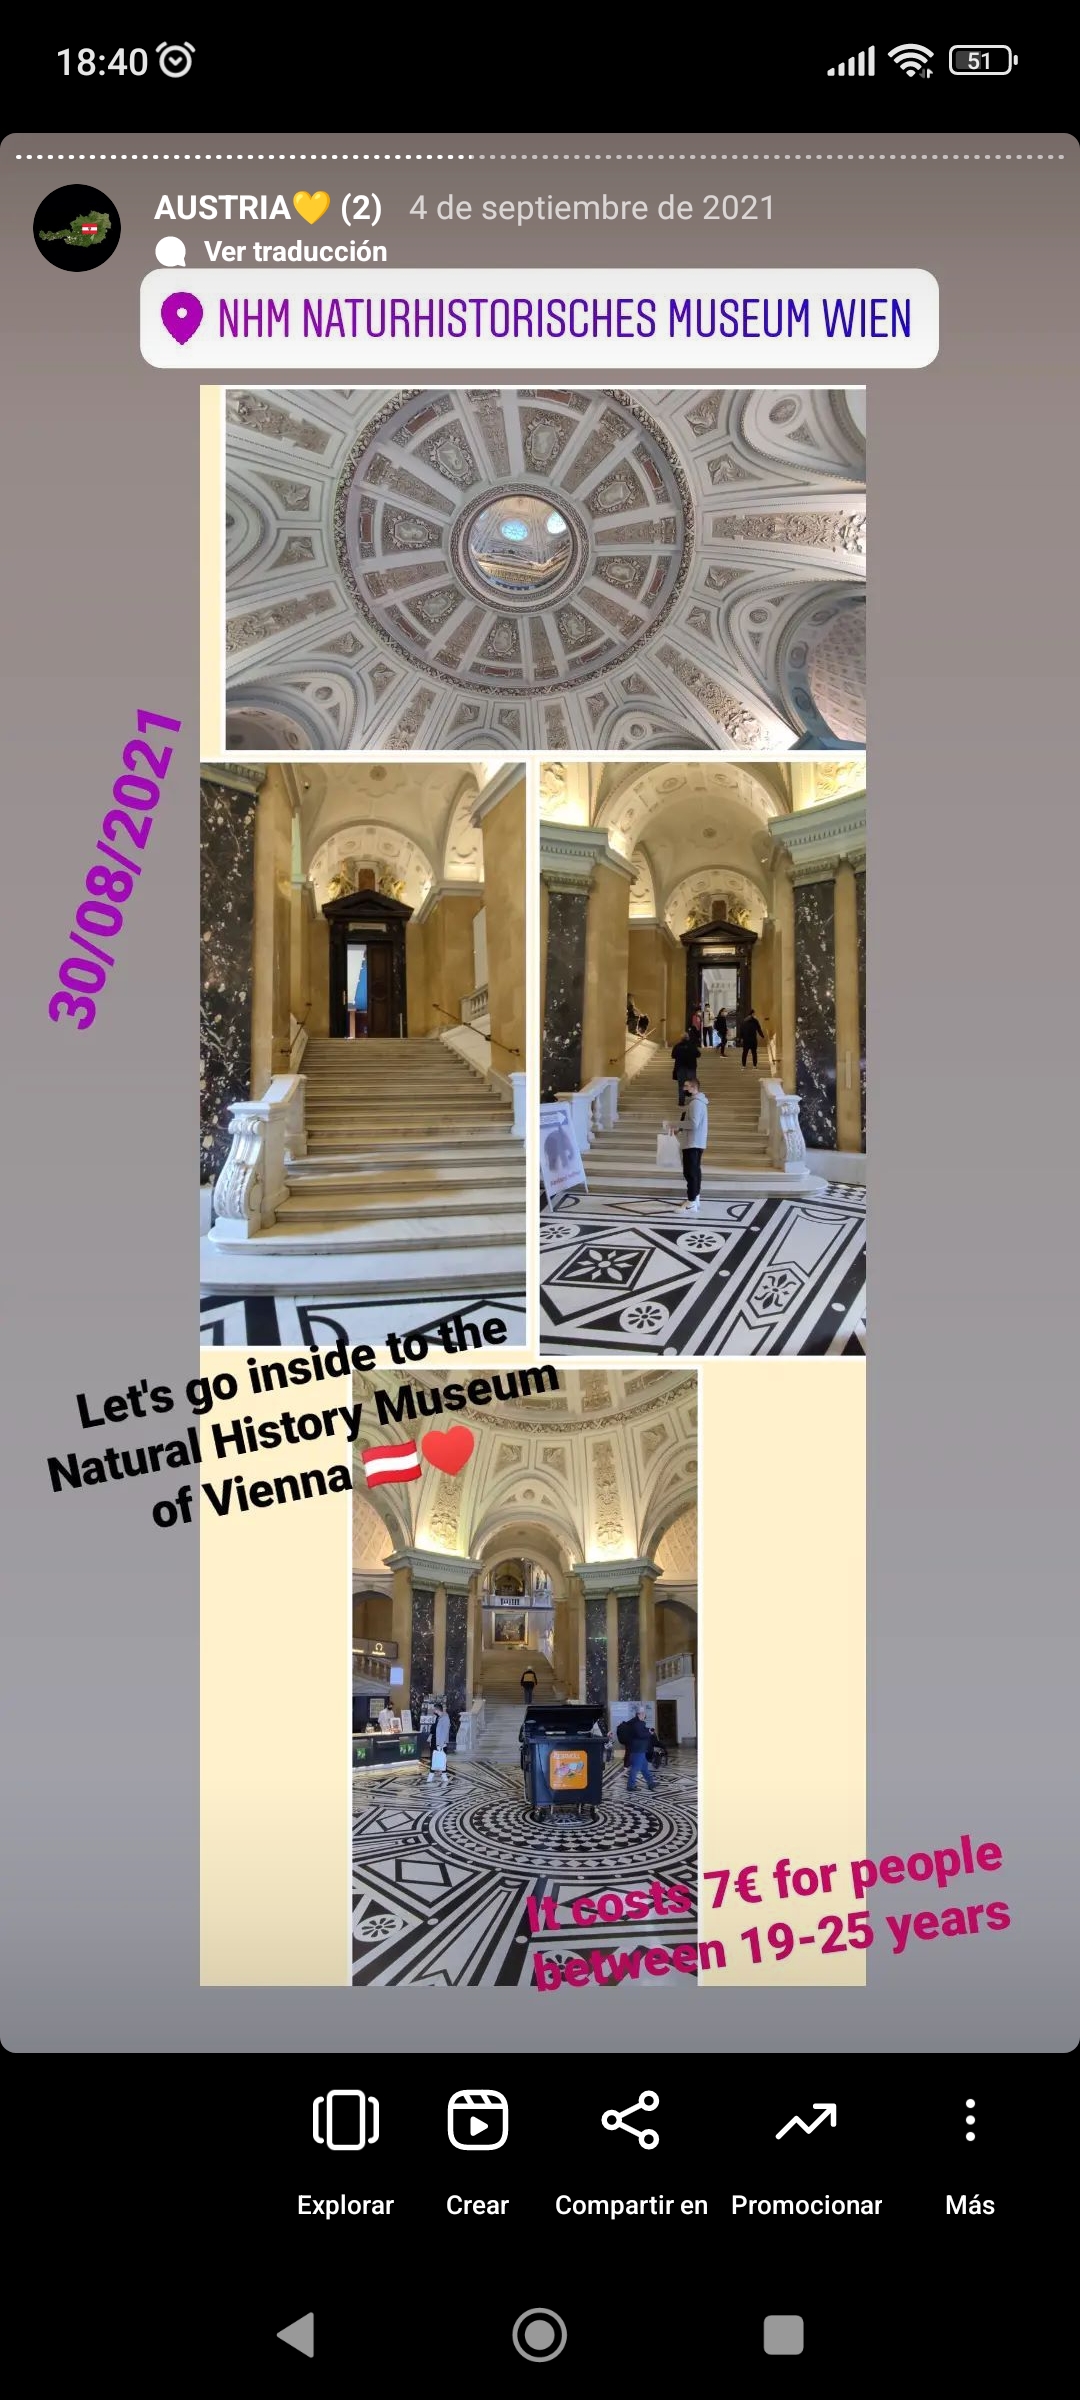 18:40
51
AUSTRIA💛 (2) 4 de septiembre de 2021
Ver traducción
NHM NATURHISTORISCHES MUSEUM WIEN
30/08/2021
Let's go inside to the
Natural History Museum
of Vienna 🇦🇹❤️
It costs 7€ for people
between 19-25 years
Explorar
Crear
Compartir en
Promocionar
Más